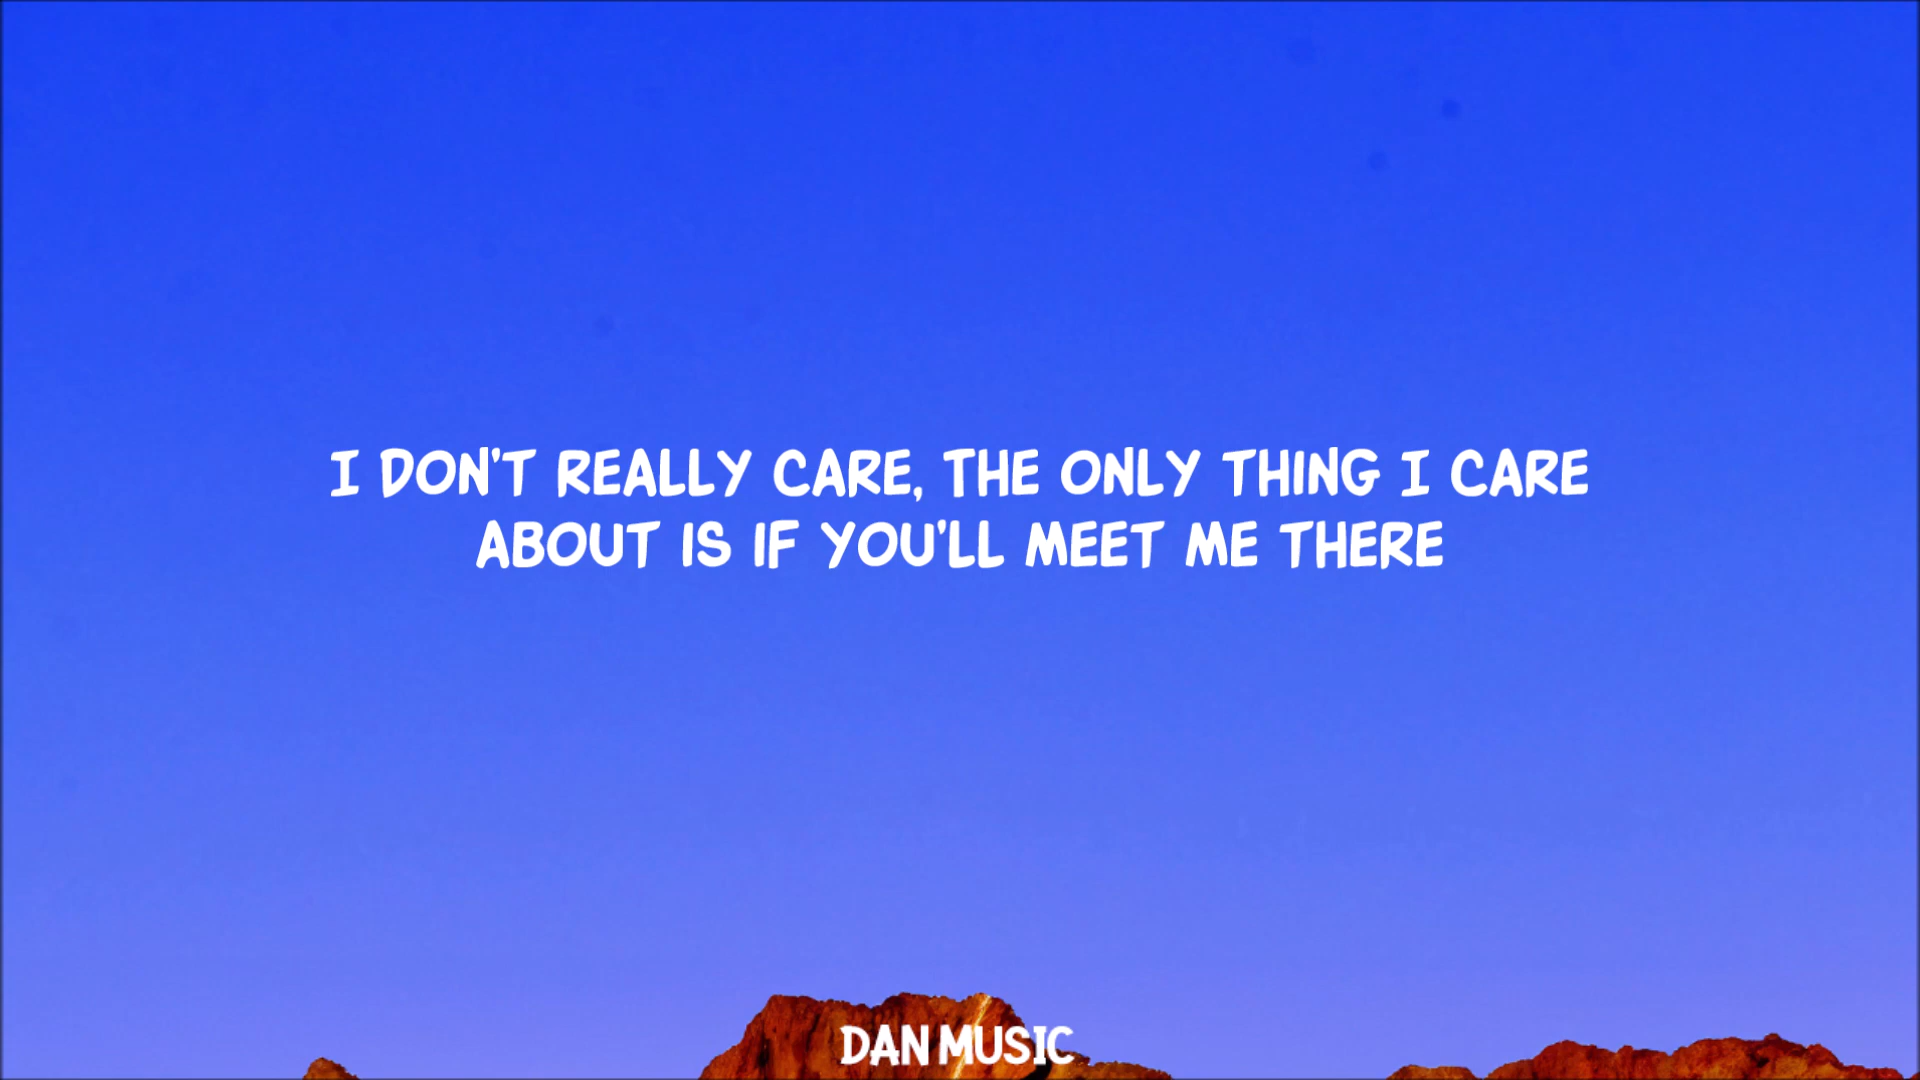 I DON'T REALLY CARE, THE ONLY THING I CARE
ABOUT IS IF YOU'LL MEET ME THERE
DAN MUSIC